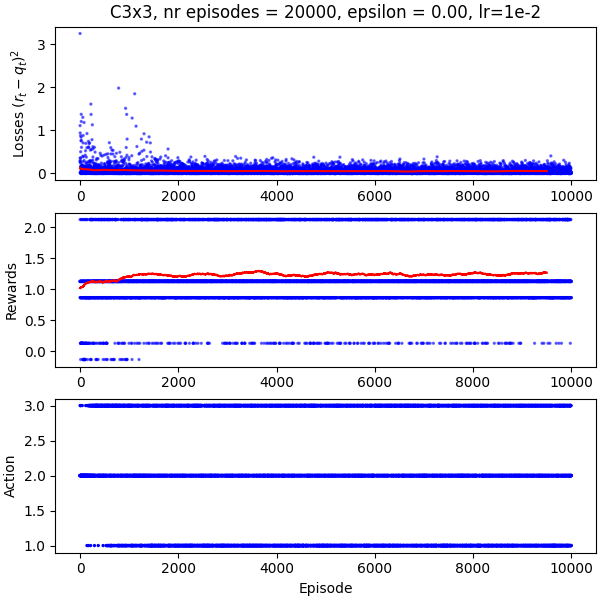 C3x3, nr episodes = 20000, epsilon = 0.00, lr=1e-2
Losses (r_t − q_t)^2
3
2
1
0
0 2000 4000 6000 8000 10000
Rewards
2.0
1.5
1.0
0.5
0.0
0 2000 4000 6000 8000 10000
Action
3.0
2.5
2.0
1.5
1.0
0 2000 4000 6000 8000 10000
Episode